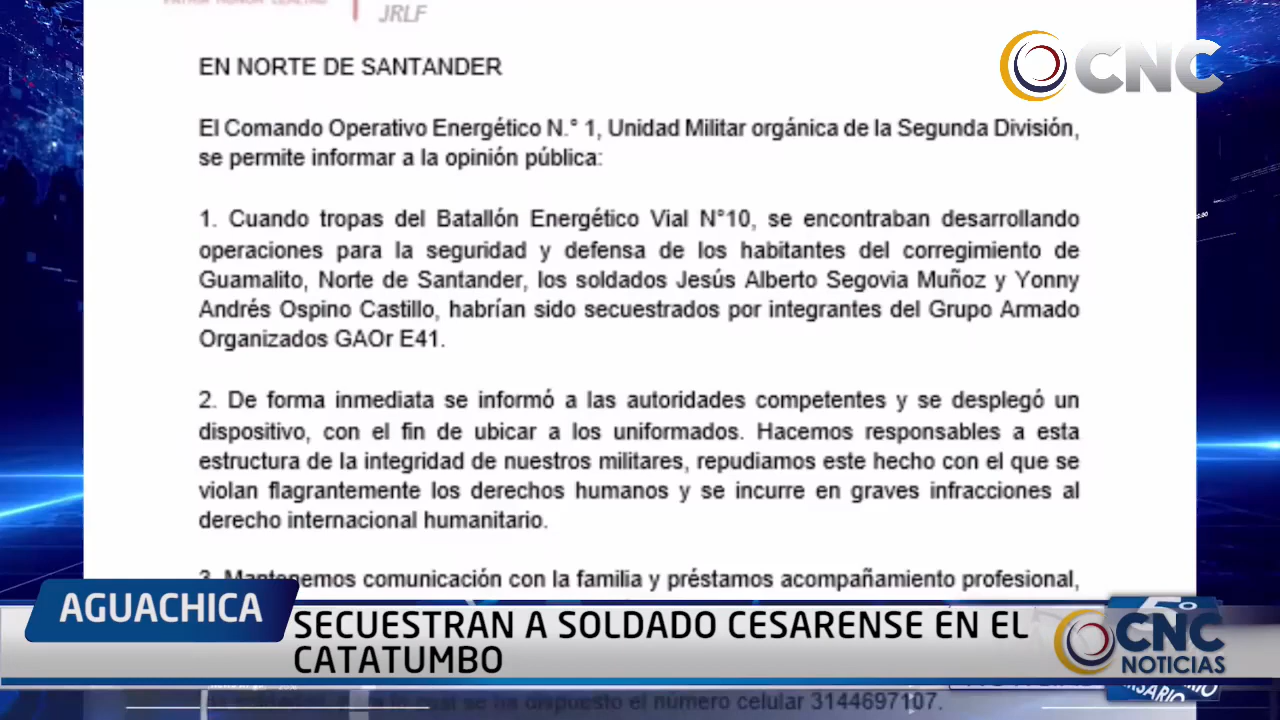 PATRIA HONOR LEALTAD
JRLF
CNC
EN NORTE DE SANTANDER
El Comando Operativo Energético N.° 1, Unidad Militar orgánica de la Segunda División,
se permite informar a la opinión pública:
1. Cuando tropas del Batallón Energético Vial N°10, se encontraban desarrollando
operaciones para la seguridad y defensa de los habitantes del corregimiento de
Guamalito, Norte de Santander, los soldados Jesús Alberto Segovia Muñoz y Yonny
Andrés Ospino Castillo, habrían sido secuestrados por integrantes del Grupo Armado
Organizados GAOr E41.
2. De forma inmediata se informó a las autoridades competentes y se desplegó un
dispositivo, con el fin de ubicar a los uniformados. Hacemos responsables a esta
estructura de la integridad de nuestros militares, repudiamos este hecho con el que se
violan flagrantemente los derechos humanos y se incurre en graves infracciones al
derecho internacional humanitario.
3. Mantenemos comunicación con la familia y préstamos acompañamiento profesional,
AGUACHICA
SECUESTRAN A SOLDADO CESARENSE EN EL
CATATUMBO
CNC
NOTICIAS
se ha dispuesto el número celular 3144697107.